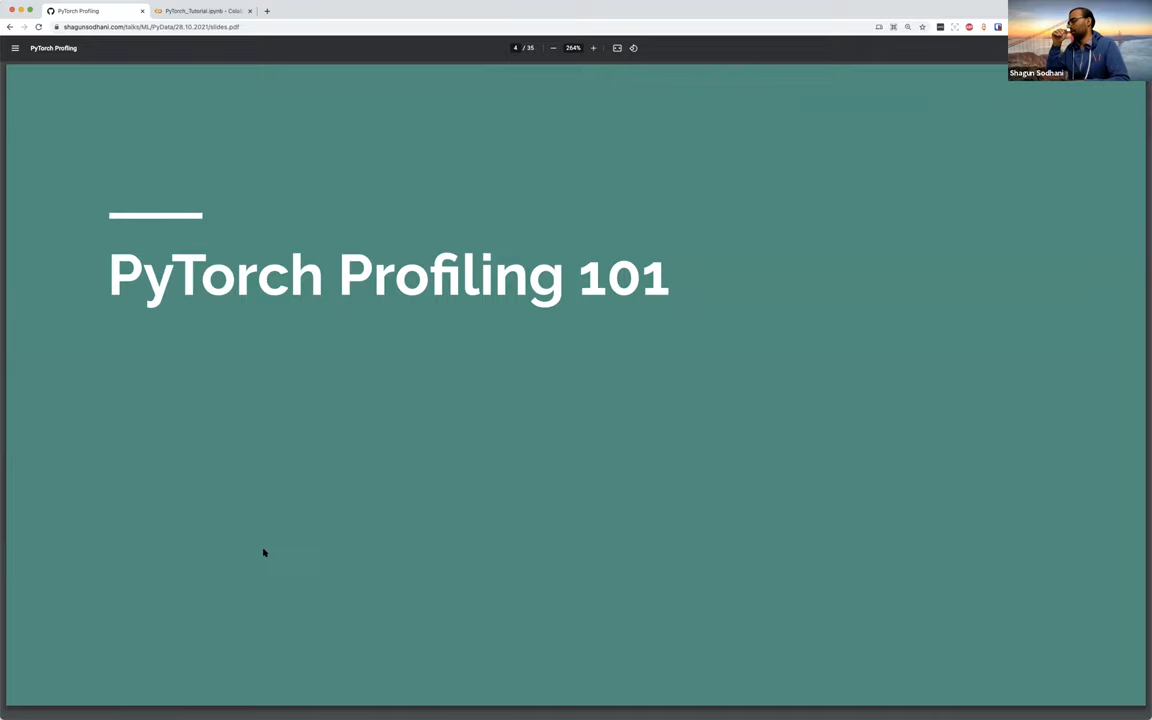 PyTorch Profiling
PyTorch_Tutorial.ipynb - Colab
shagunsodhani.com/talks/ML/PyData/28.10.2021/slides.pdf
PyTorch Profling
4 / 35
264%
Shagun Sodhani
PyTorch Profiling 101